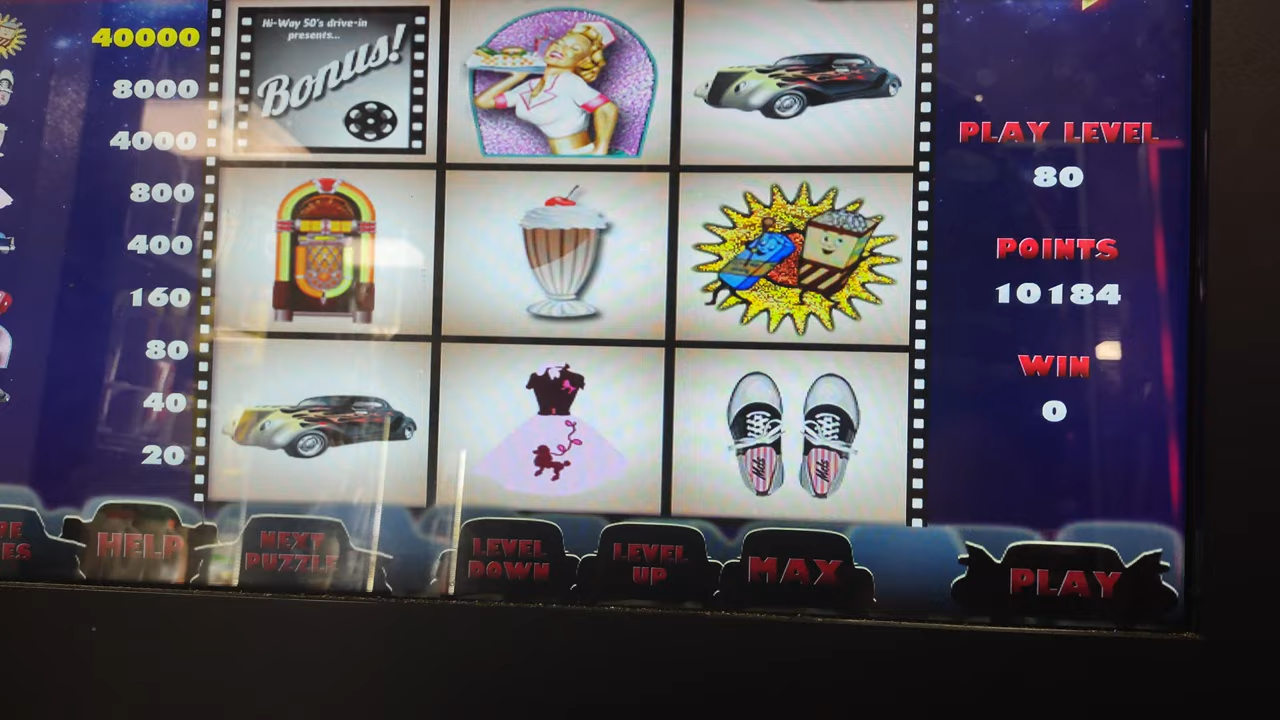 40000
8000
4000
800
400
160
80
40
20
Hi-Way 50's drive-in
presents...
Bonus!
PLAY LEVEL
80
POINTS
10184
WIN
0
HELP
NEXT
PUZZLE
LEVEL
DOWN
LEVEL
UP
MAX
PLAY